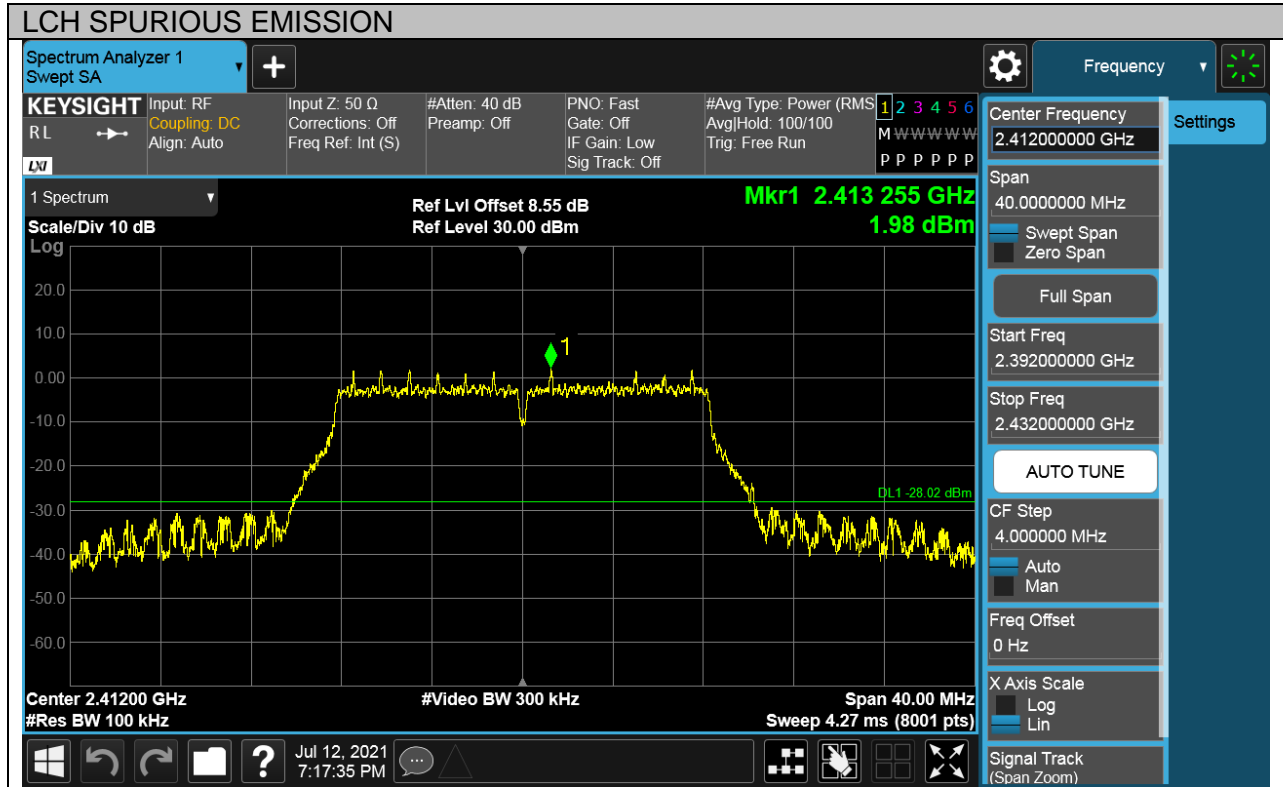 LCH SPURIOUS EMISSION
Spectrum Analyzer 1
Swept SA
Frequency
KEYSIGHT
R L
LXI
Input: RF
Coupling: DC
Align: Auto
Input Z: 50 Ω
Corrections: Off
Freq Ref: Int (S)
#Atten: 40 dB
Preamp: Off
PNO: Fast
Gate: Off
IF Gain: Low
Sig Track: Off
#Avg Type: Power (RMS
Avg|Hold: 100/100
Trig: Free Run
1 2 3 4 5 6
M W W W W W
P P P P P P
1 Spectrum
Scale/Div 10 dB
Ref Lvl Offset 8.55 dB
Ref Level 30.00 dBm
Mkr1 2.413 255 GHz
1.98 dBm
Log
20.0
10.0
0.00
-10.0
-20.0
-30.0
-40.0
-50.0
-60.0
1
DL1 -28.02 dBm
Center 2.41200 GHz
#Res BW 100 kHz
#Video BW 300 kHz
Span 40.00 MHz
Sweep 4.27 ms (8001 pts)
Center Frequency
2.412000000 GHz
Settings
Span
40.0000000 MHz
Swept Span
Zero Span
Full Span
Start Freq
2.392000000 GHz
Stop Freq
2.432000000 GHz
AUTO TUNE
CF Step
4.000000 MHz
Auto
Man
Freq Offset
0 Hz
X Axis Scale
Log
Lin
Signal Track
(Span Zoom)
?
Jul 12, 2021
7:17:35 PM